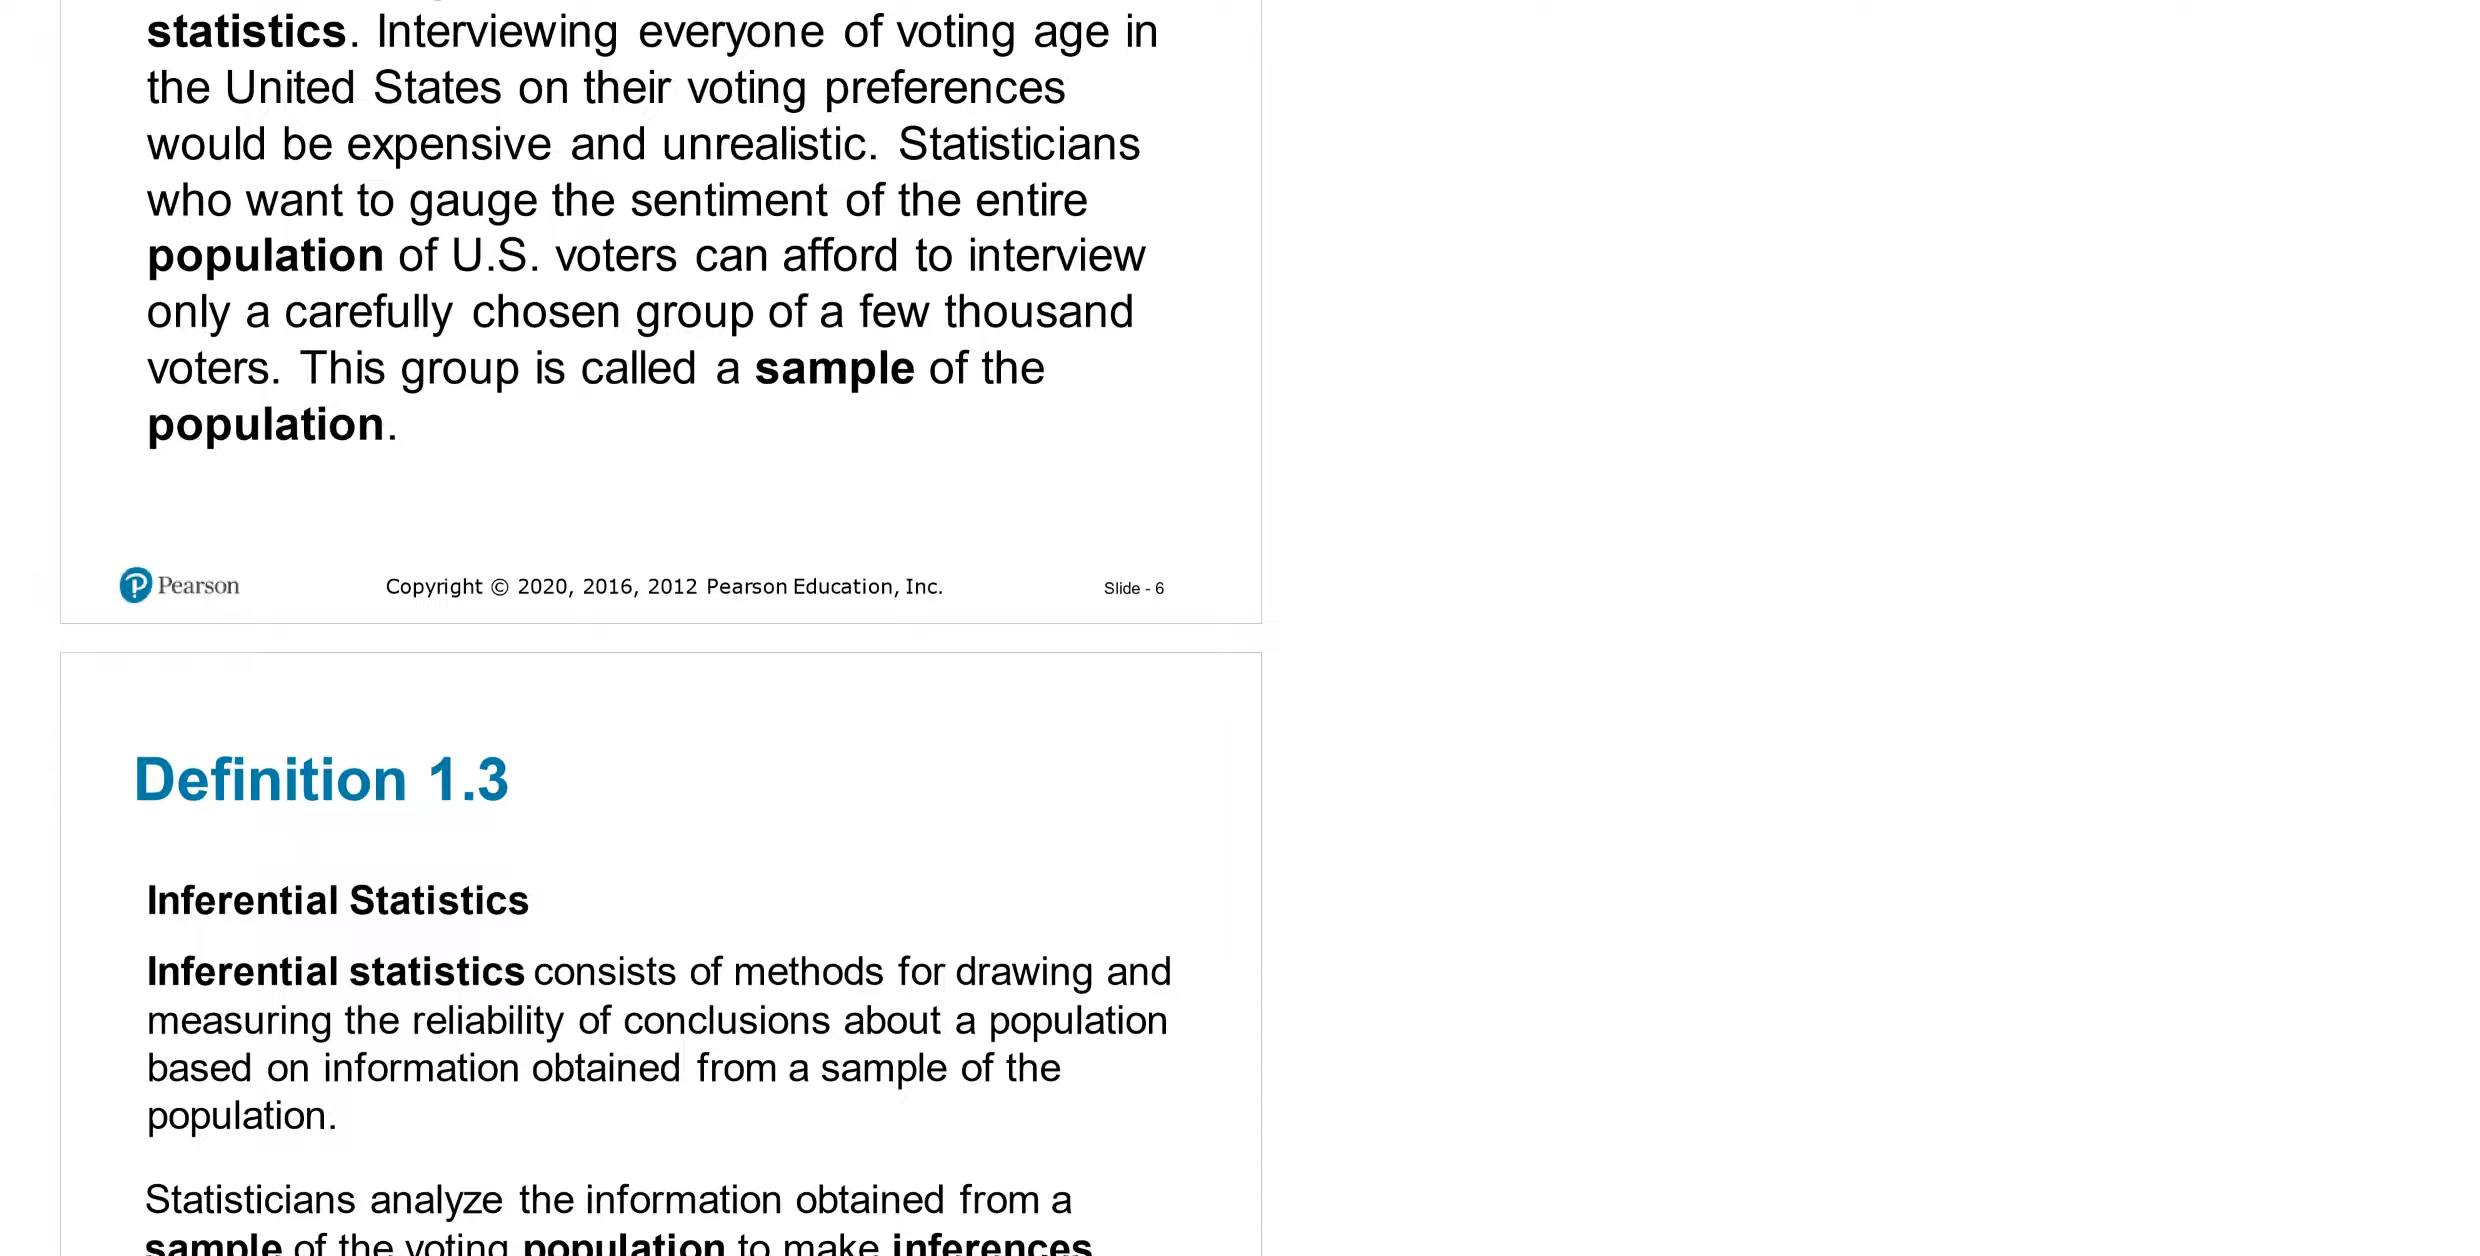 statistics. Interviewing everyone of voting age in
the United States on their voting preferences
would be expensive and unrealistic. Statisticians
who want to gauge the sentiment of the entire
population of U.S. voters can afford to interview
only a carefully chosen group of a few thousand
voters. This group is called a sample of the
population.
Pearson
Copyright © 2020, 2016, 2012 Pearson Education, Inc.
Slide - 6
Definition 1.3
Inferential Statistics
Inferential statistics consists of methods for drawing and
measuring the reliability of conclusions about a population
based on information obtained from a sample of the
population.
Statisticians analyze the information obtained from a
sample of the voting population to make inferences